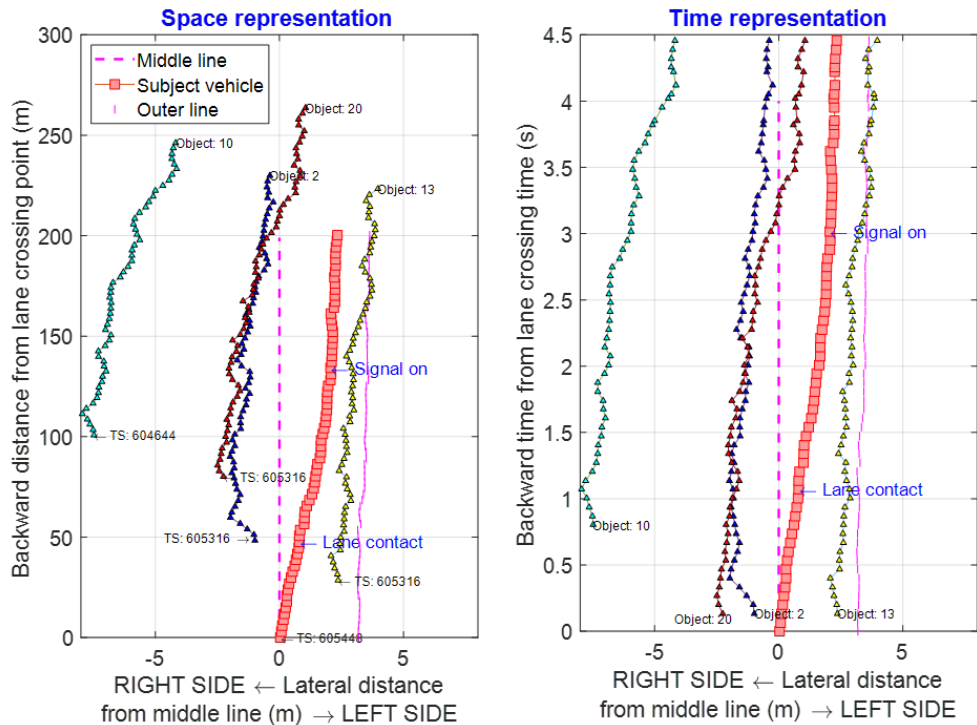 Space representation
300
250
200
150
100
50
0
-5
0
5
Backward distance from lane crossing point (m)
Middle line
Subject vehicle
Outer line
Object: 20
Object: 10
Object: 2
Object: 13
← Signal on
← TS: 604644
← TS: 605316
TS: 605316 →
← Lane contact
← TS: 605316
← TS: 605448
RIGHT SIDE ← Lateral distance
from middle line (m) → LEFT SIDE
Time representation
4.5
4
3.5
3
2.5
2
1.5
1
0.5
0
-5
0
5
Backward time from lane crossing time (s)
← Signal on
← Lane contact
Object: 10
Object: 20
Object: 2
Object: 13
RIGHT SIDE ← Lateral distance
from middle line (m) → LEFT SIDE